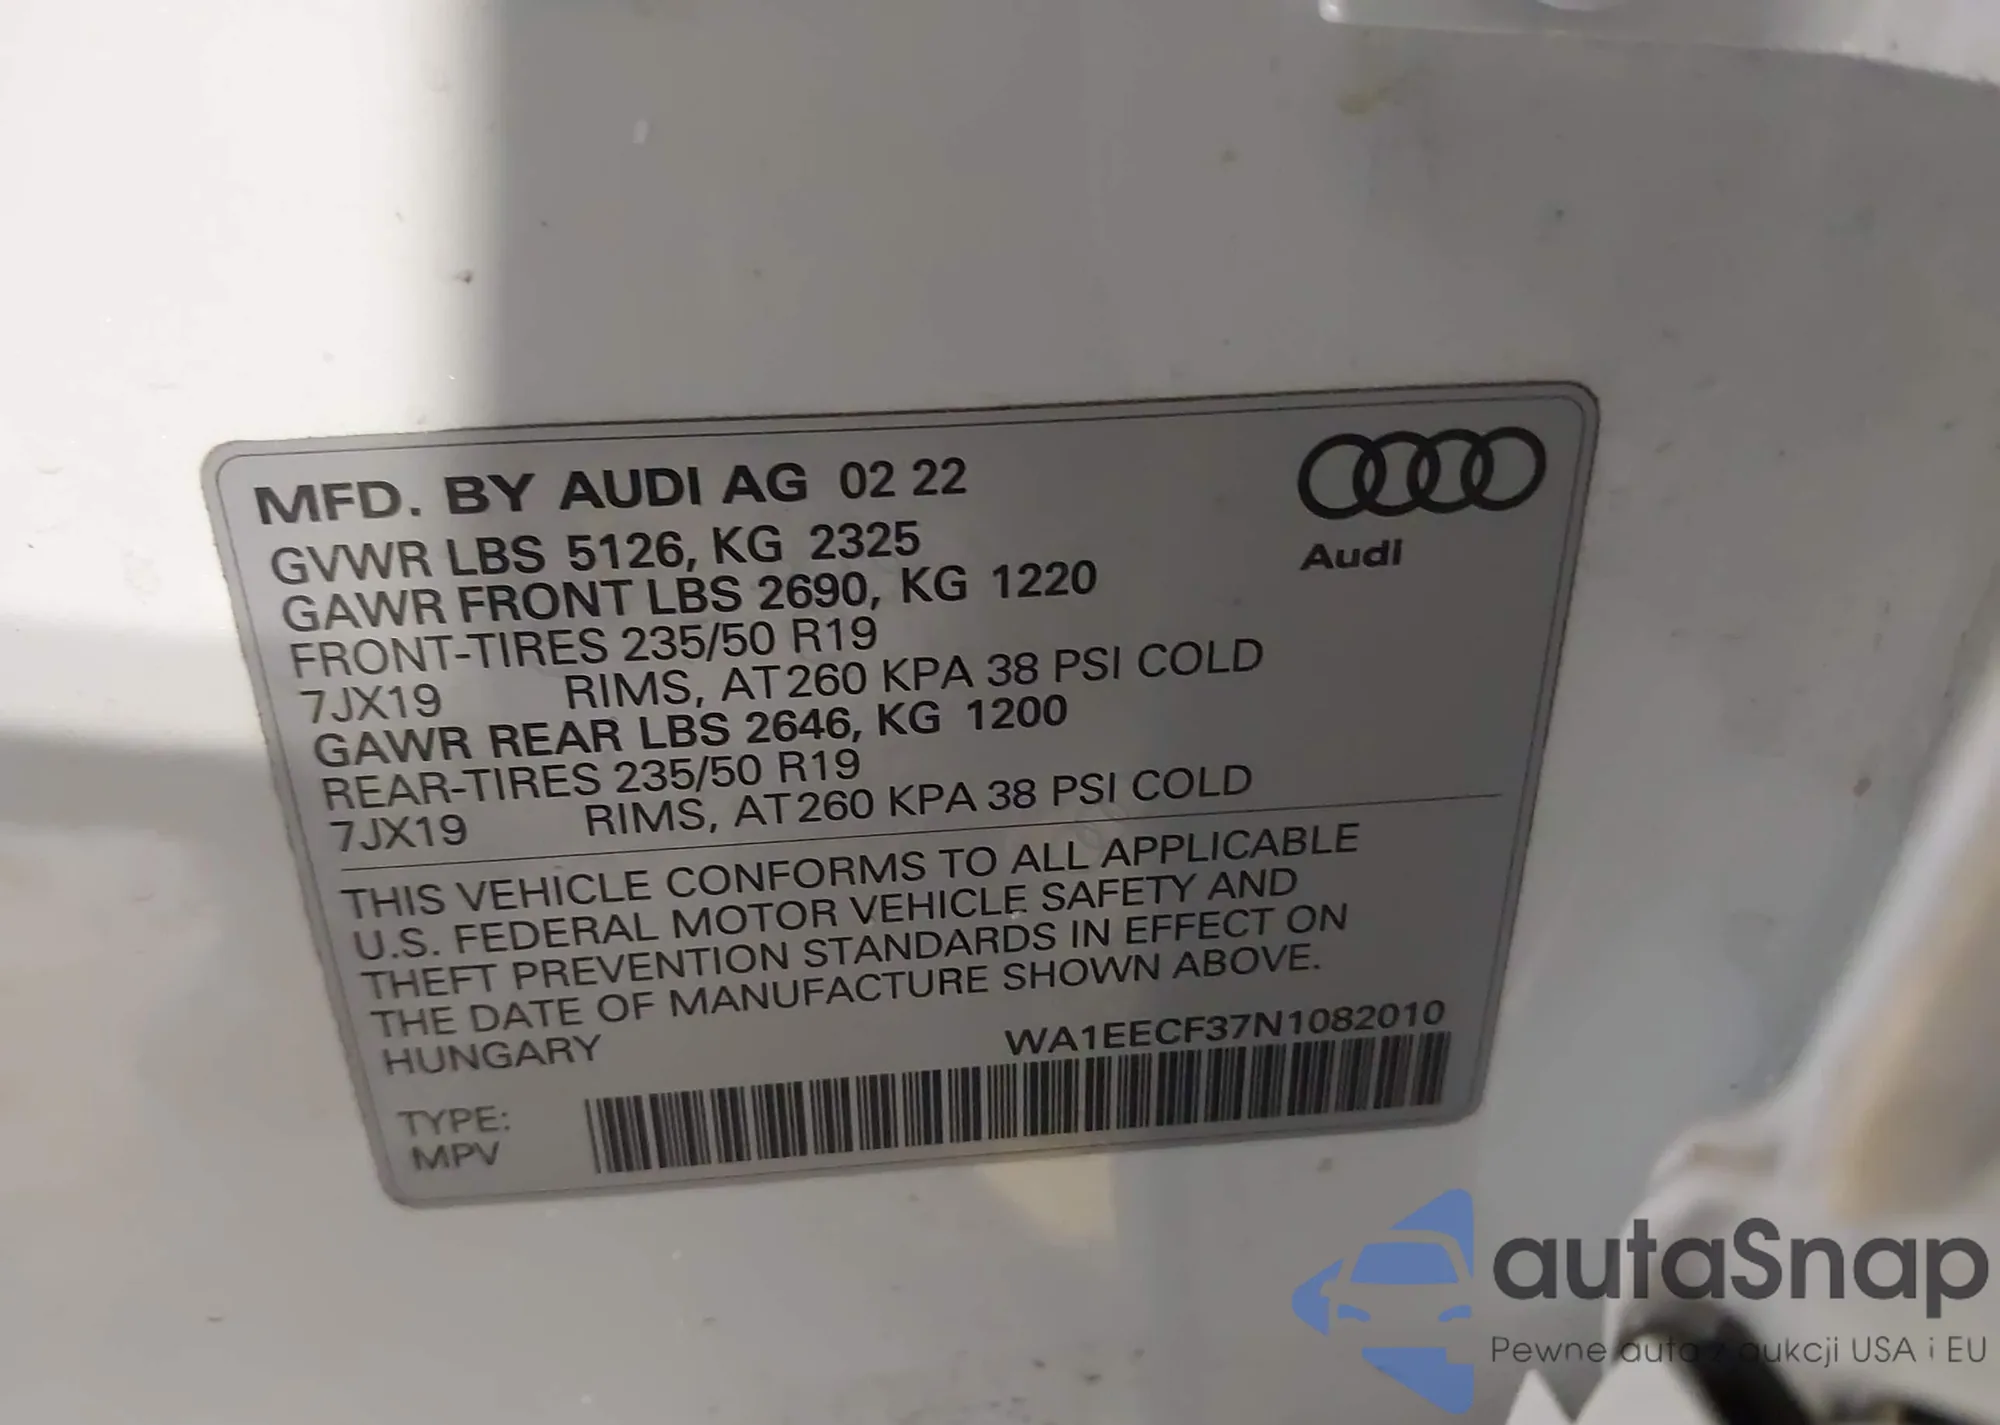 MFD. BY AUDI AG 02 22
GVWR LBS 5126, KG 2325
GAWR FRONT LBS 2690, KG 1220
FRONT-TIRES 235/50 R19
7JX19 RIMS, AT 260 KPA 38 PSI COLD
GAWR REAR LBS 2646, KG 1200
REAR-TIRES 235/50 R19
7JX19 RIMS, AT 260 KPA 38 PSI COLD
Audi
THIS VEHICLE CONFORMS TO ALL APPLICABLE
U.S. FEDERAL MOTOR VEHICLE SAFETY AND
THEFT PREVENTION STANDARDS IN EFFECT ON
THE DATE OF MANUFACTURE SHOWN ABOVE.
HUNGARY WA1EECF37N1082010
TYPE:
MPV
autaSnap
Pewne auta z aukcji USA i EU